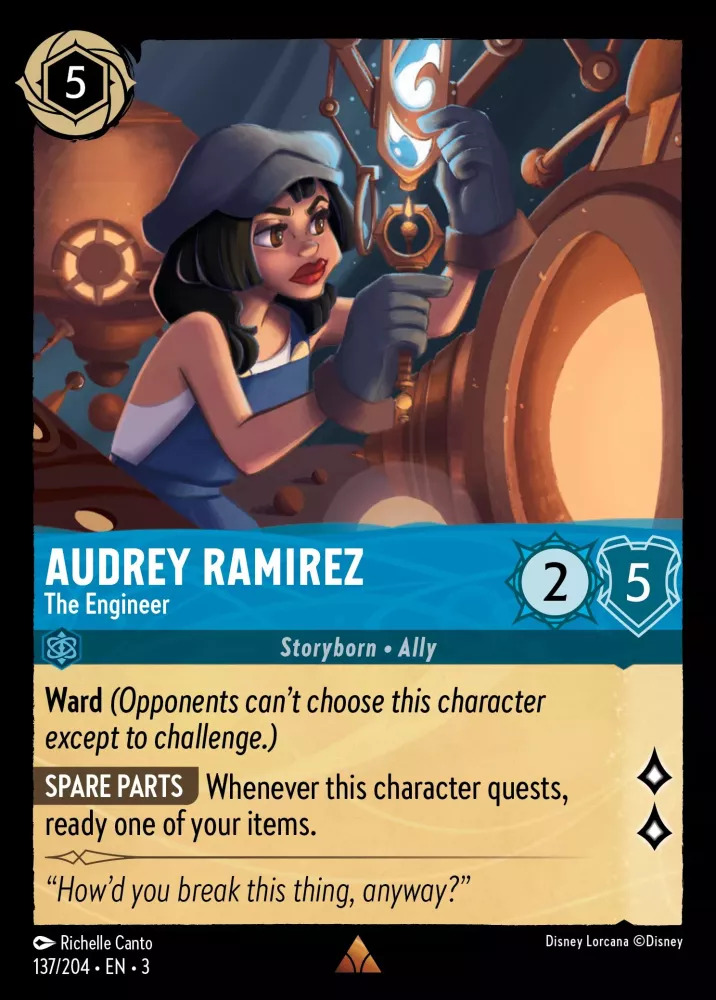 5
AUDREY RAMIREZ
The Engineer
2
5
Storyborn • Ally
Ward (Opponents can't choose this character
except to challenge.)
SPARE PARTS Whenever this character quests,
ready one of your items.
“How'd you break this thing, anyway?”
Richelle Canto
Disney Lorcana ©Disney
137/204 • EN • 3